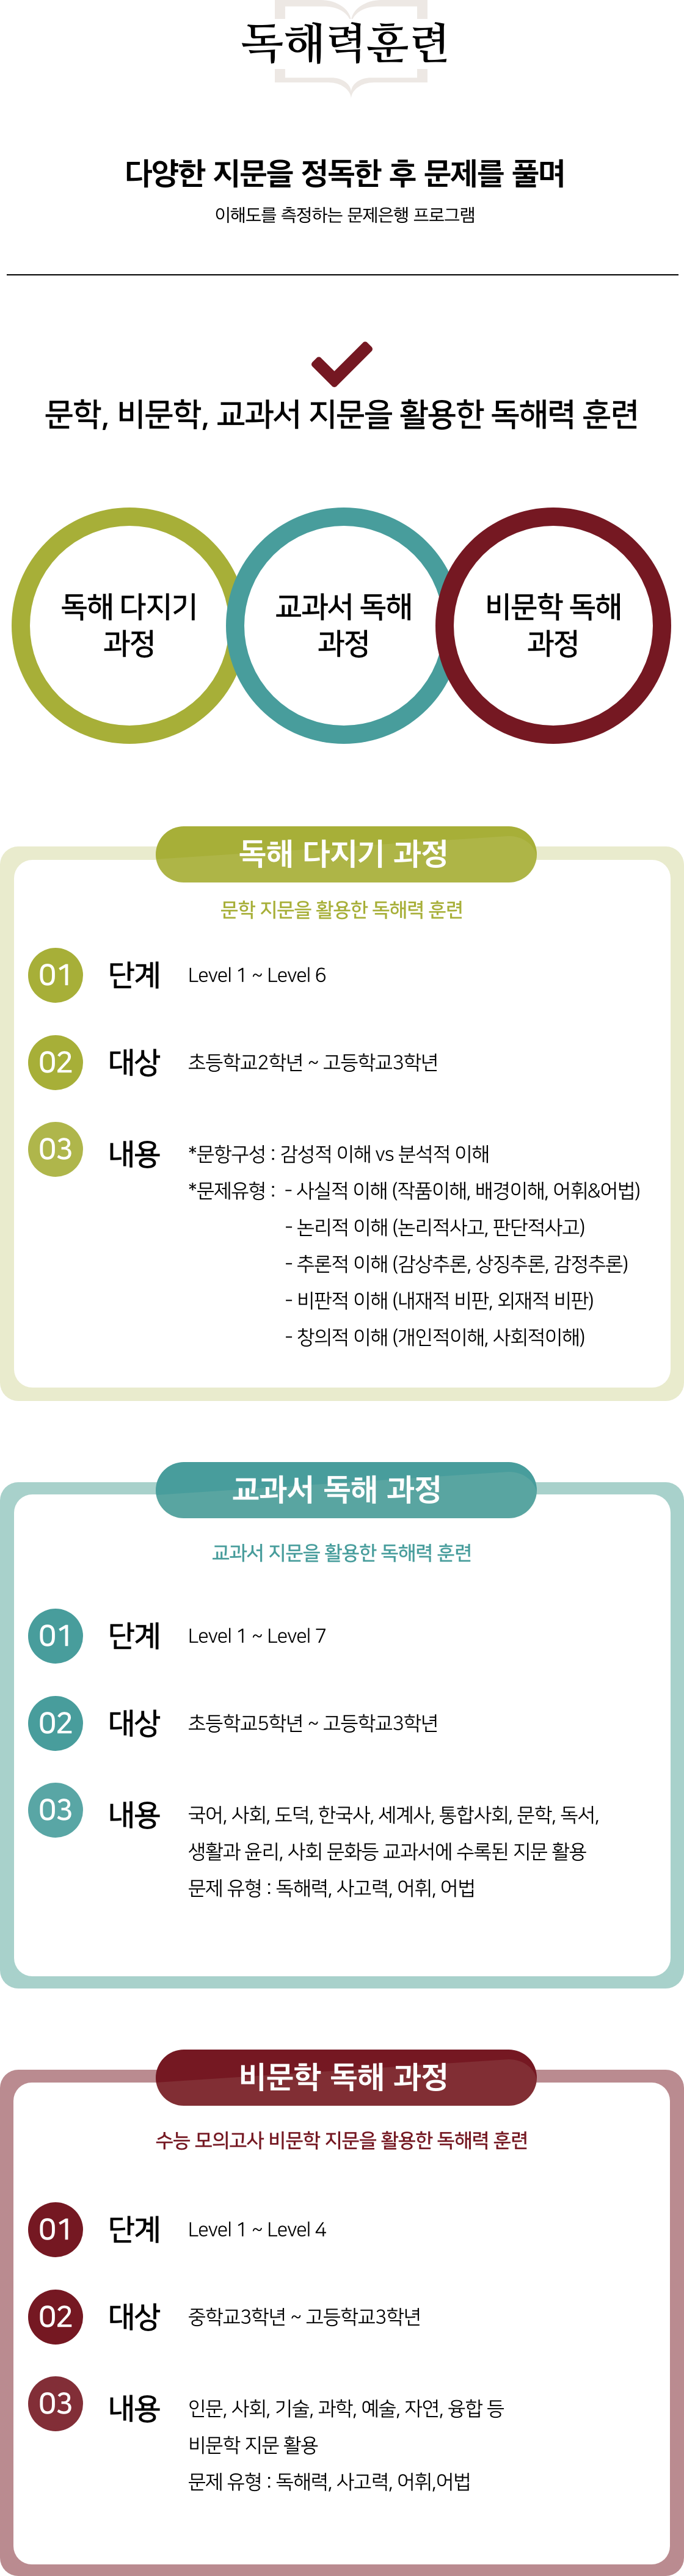 독해력훈련
다양한 지문을 정독한 후 문제를 풀며
이해도를 측정하는 문제은행 프로그램
문학, 비문학, 교과서 지문을 활용한 독해력 훈련
독해 다지기
과정
교과서 독해
과정
비문학 독해
과정
독해 다지기 과정
문학 지문을 활용한 독해력 훈련
01 단계 Level 1 ~ Level 6
02 대상 초등학교2학년 ~ 고등학교3학년
03 내용 *문항구성 : 감성적 이해 vs 분석적 이해
*문제유형 : - 사실적 이해 (작품이해, 배경이해, 어휘&어법)
- 논리적 이해 (논리적사고, 판단적사고)
- 추론적 이해 (감상추론, 상징추론, 감정추론)
- 비판적 이해 (내재적 비판, 외재적 비판)
- 창의적 이해 (개인적이해, 사회적이해)
교과서 독해 과정
교과서 지문을 활용한 독해력 훈련
01 단계 Level 1 ~ Level 7
02 대상 초등학교5학년 ~ 고등학교3학년
03 내용 국어, 사회, 도덕, 한국사, 세계사, 통합사회, 문학, 독서,
생활과 윤리, 사회 문화등 교과서에 수록된 지문 활용
문제 유형 : 독해력, 사고력, 어휘, 어법
비문학 독해 과정
수능 모의고사 비문학 지문을 활용한 독해력 훈련
01 단계 Level 1 ~ Level 4
02 대상 중학교3학년 ~ 고등학교3학년
03 내용 인문, 사회, 기술, 과학, 예술, 자연, 융합 등
비문학 지문 활용
문제 유형 : 독해력, 사고력, 어휘,어법